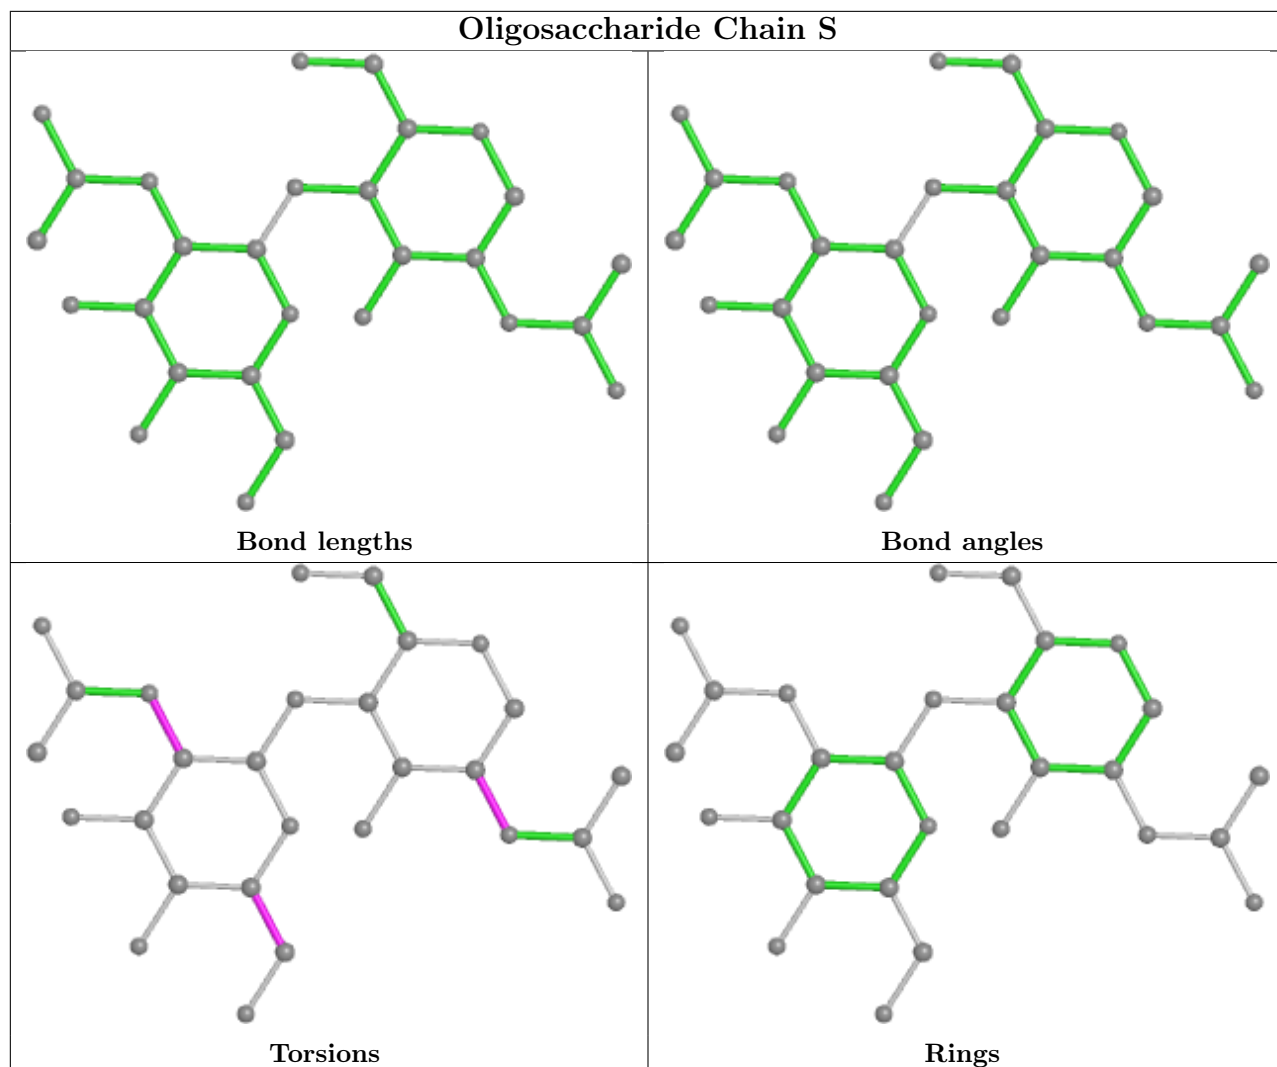 Oligosaccharide Chain S
Bond lengths
Bond angles
Torsions
Rings